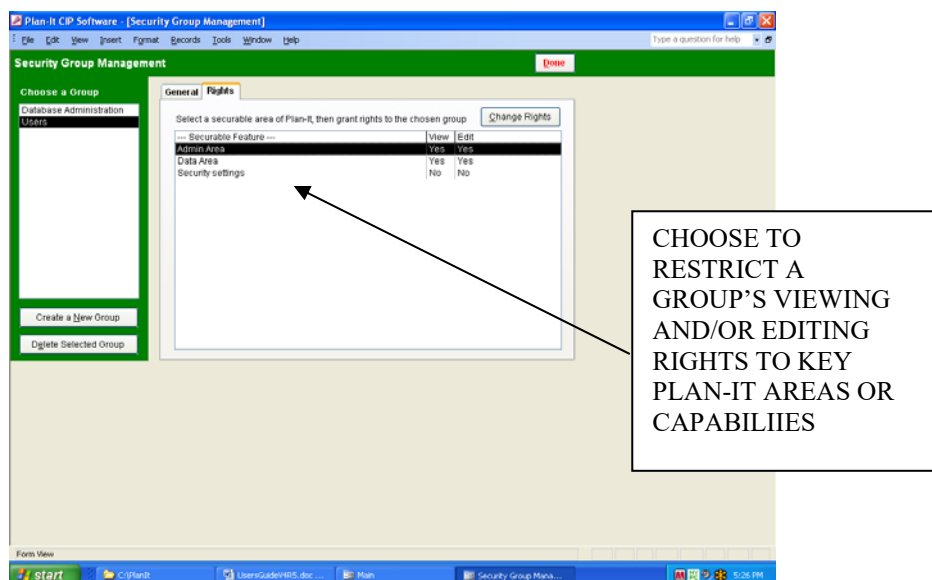 Plan-It CIP Software - [Security Group Management]
File Edit View Insert Format Records Tools Window Help Type a question for help
Security Group Management Done
Choose a Group
Database Administration
Users
Create a New Group
Delete Selected Group
General Rights
Select a securable area of Plan-It, then grant rights to the chosen group Change Rights
--- Securable Feature --- View Edit
Admin Area Yes Yes
Data Area Yes Yes
Security settings No No
CHOOSE TO
RESTRICT A
GROUP’S VIEWING
AND/OR EDITING
RIGHTS TO KEY
PLAN-IT AREAS OR
CAPABILIIES
Form View
start C:\PlanIt UsersGuideV4R5.doc ... Main Security Group Mana... 5:26 PM